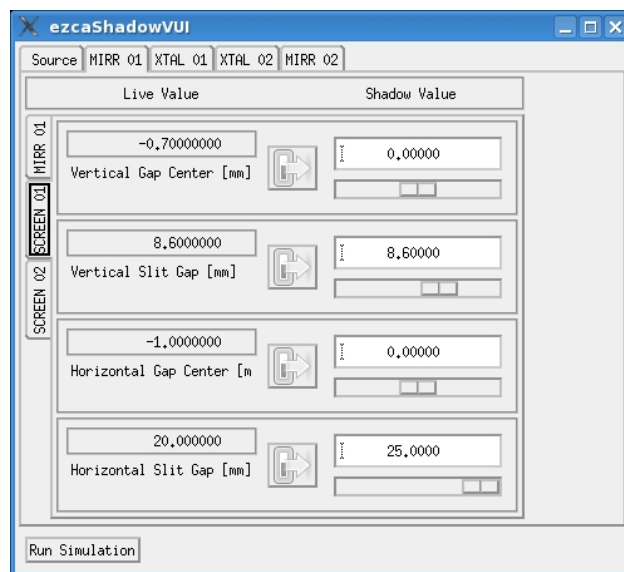 ezcaShadowVUI
Source MIRR 01 XTAL 01 XTAL 02 MIRR 02
Live Value Shadow Value
MIRR 01
SCREEN 01
SCREEN 02
-0.70000000 0.00000
Vertical Gap Center [mm]
8.6000000 8.60000
Vertical Slit Gap [mm]
-1.0000000 0.00000
Horizontal Gap Center [m
20.000000 25.0000
Horizontal Slit Gap [mm]
Run Simulation